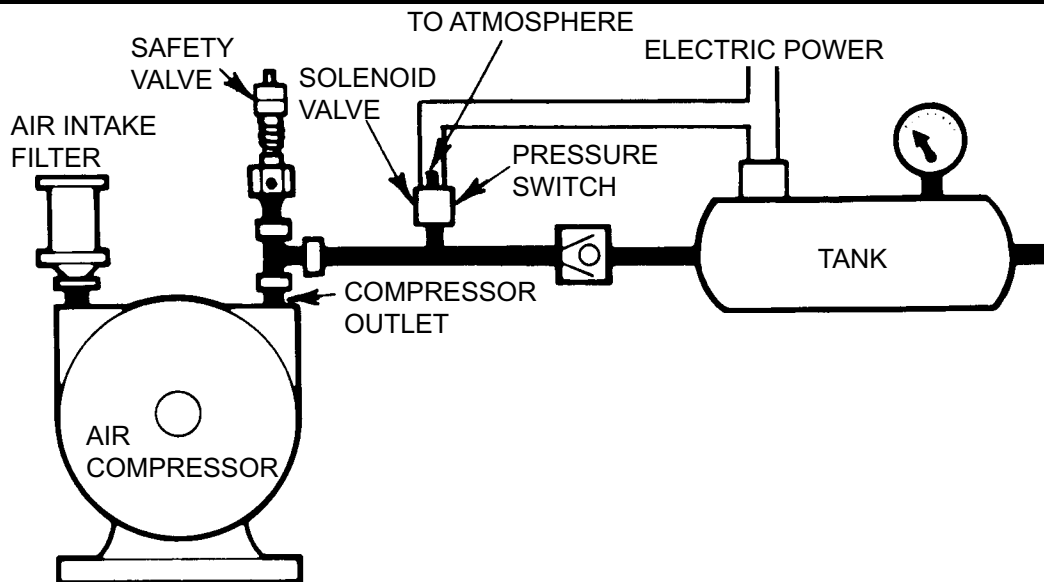 TO ATMOSPHERE
SAFETY
VALVE
SOLENOID
VALVE
ELECTRIC POWER
AIR INTAKE
FILTER
PRESSURE
SWITCH
TANK
COMPRESSOR
OUTLET
AIR
COMPRESSOR